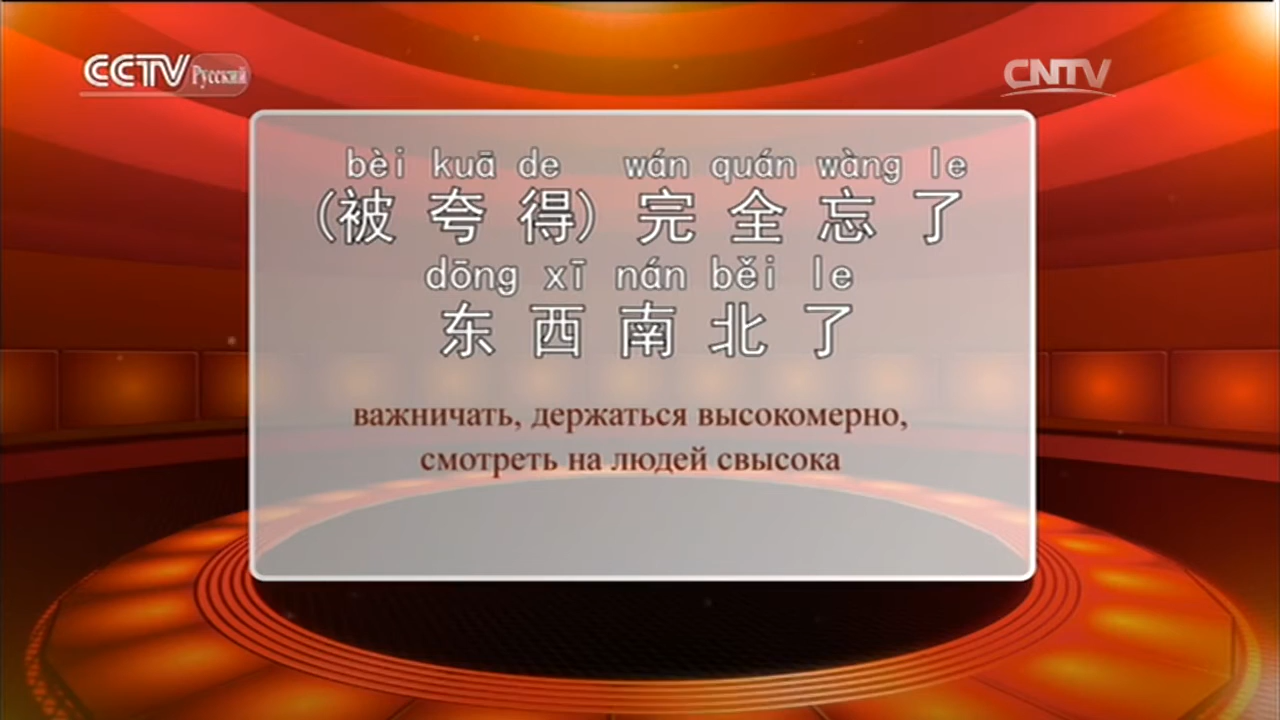 CCTV Русский
CNTV
bèi kuā de wán quán wàng le
(被 夸 得) 完 全 忘 了
dōng xī nán běi le
东 西 南 北 了
важничать, держаться высокомерно,
смотреть на людей свысока